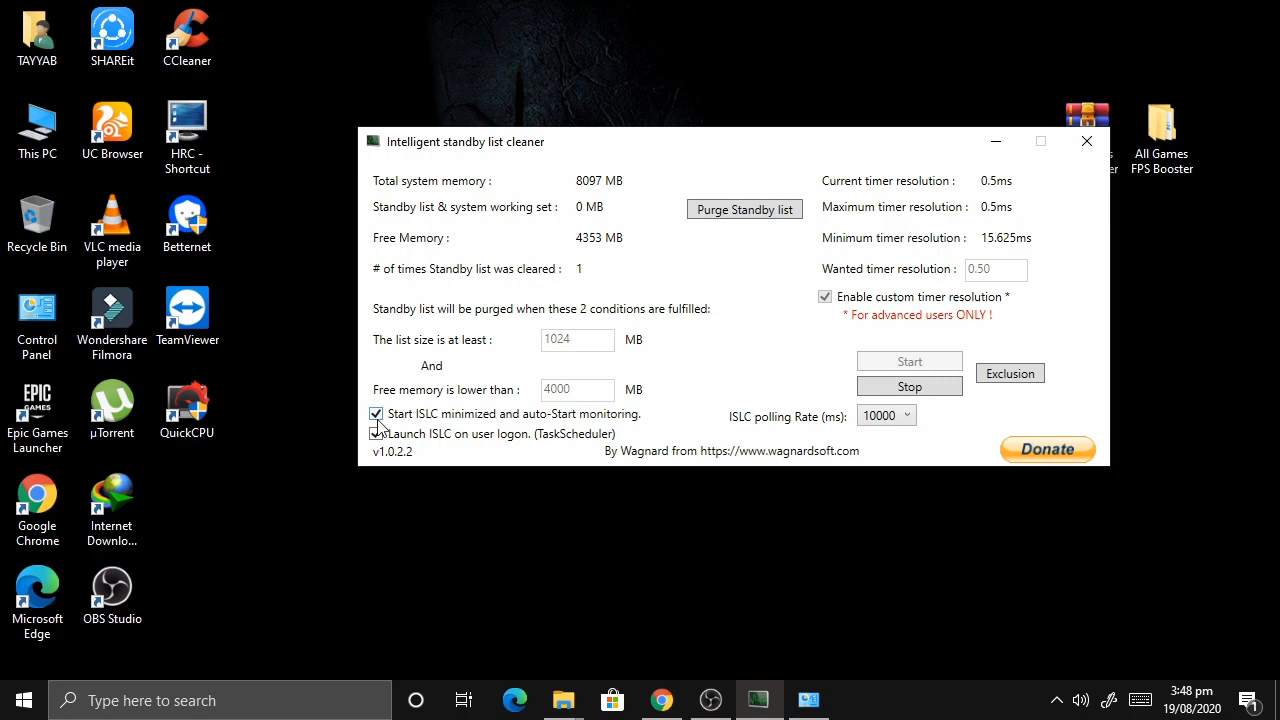 TAYYAB
SHAREit
CCleaner
This PC
UC Browser
HRC -
Shortcut
Recycle Bin
VLC media
player
Betternet
Control
Panel
Wondershare
Filmora
TeamViewer
EPIC
GAMES
Epic Games
Launcher
µTorrent
QuickCPU
Google
Chrome
Internet
Downlo...
Microsoft
Edge
OBS Studio
All Games
FPS Booster
Intelligent standby list cleaner
Total system memory : 8097 MB
Standby list & system working set : 0 MB
Purge Standby list
Free Memory : 4353 MB
# of times Standby list was cleared : 1
Standby list will be purged when these 2 conditions are fulfilled:
The list size is at least : 1024 MB
And
Free memory is lower than : 4000 MB
Start ISLC minimized and auto-Start monitoring.
Launch ISLC on user logon. (TaskScheduler)
v1.0.2.2
By Wagnard from https://www.wagnardsoft.com
Current timer resolution : 0.5ms
Maximum timer resolution : 0.5ms
Minimum timer resolution : 15.625ms
Wanted timer resolution : 0.50
Enable custom timer resolution *
* For advanced users ONLY !
Start
Stop
Exclusion
ISLC polling Rate (ms): 10000
Donate
Type here to search
3:48 pm
19/08/2020
1